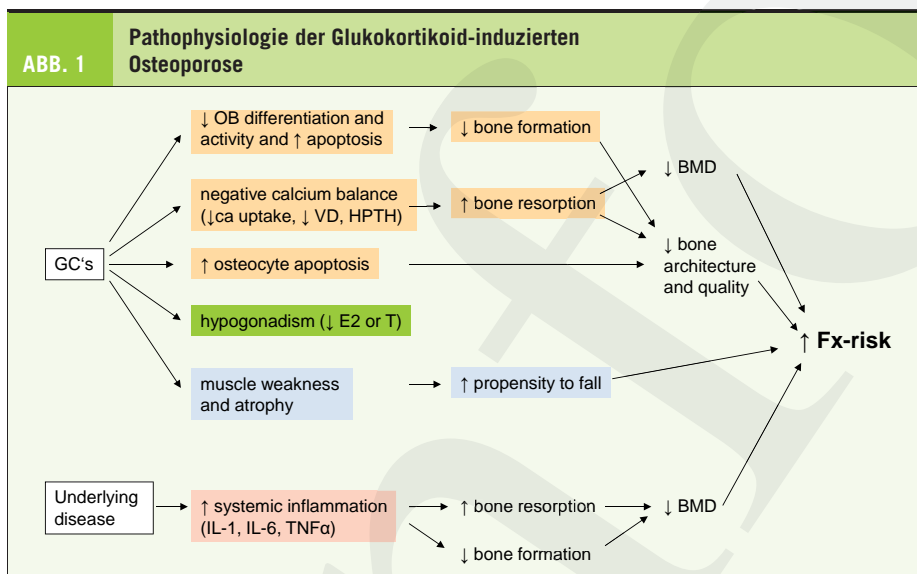 ABB. 1
Pathophysiologie der Glukokortikoid-induzierten
Osteoporose
GC‘s
↓ OB differentiation and
activity and ↑ apoptosis
↓ bone formation
negative calcium balance
(↓ca uptake, ↓ VD, HPTH)
↑ bone resorption
↓ BMD
↑ osteocyte apoptosis
↓ bone
architecture
and quality
hypogonadism (↓ E2 or T)
muscle weakness
and atrophy
↑ propensity to fall
↑ Fx-risk
Underlying
disease
↑ systemic inflammation
(IL-1, IL-6, TNFα)
↑ bone resorption
↓ bone formation
↓ BMD